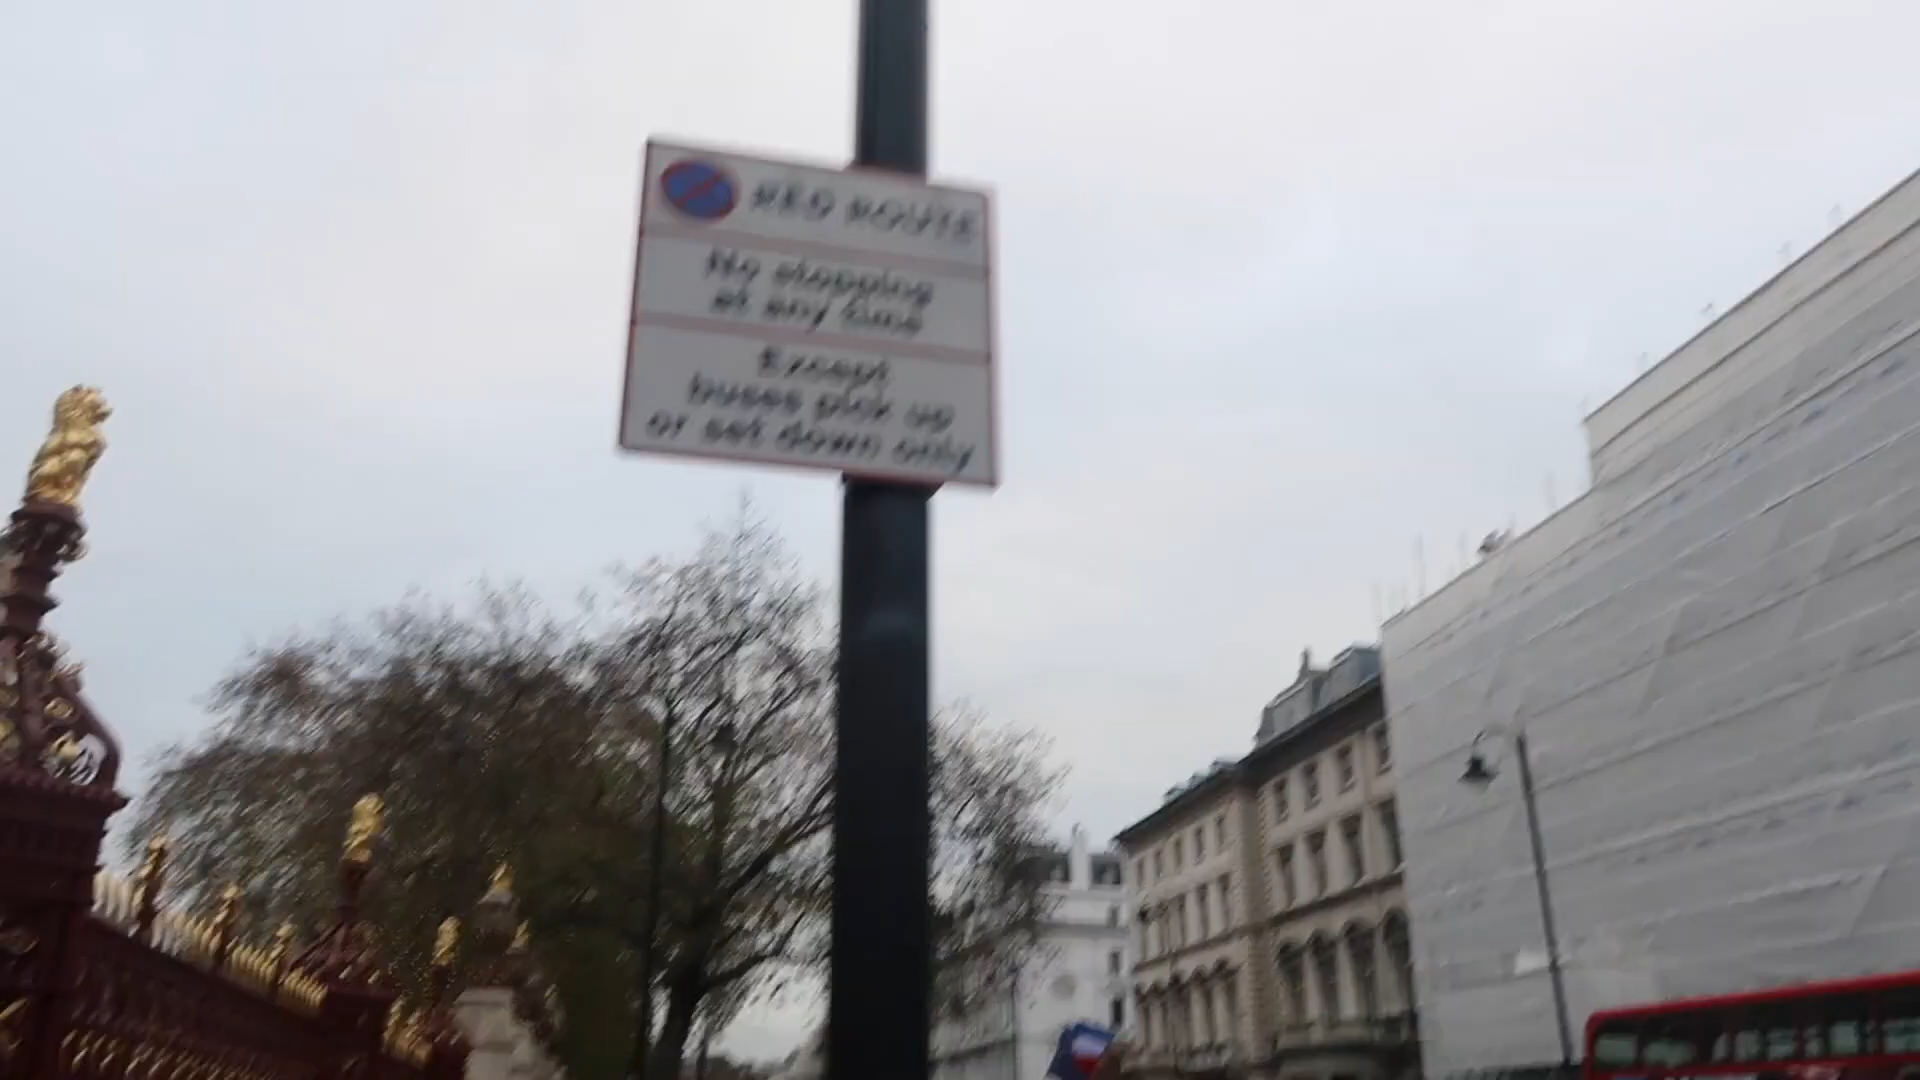 RED ROUTE
No stopping
at any time
Except
buses pick up
or set down only